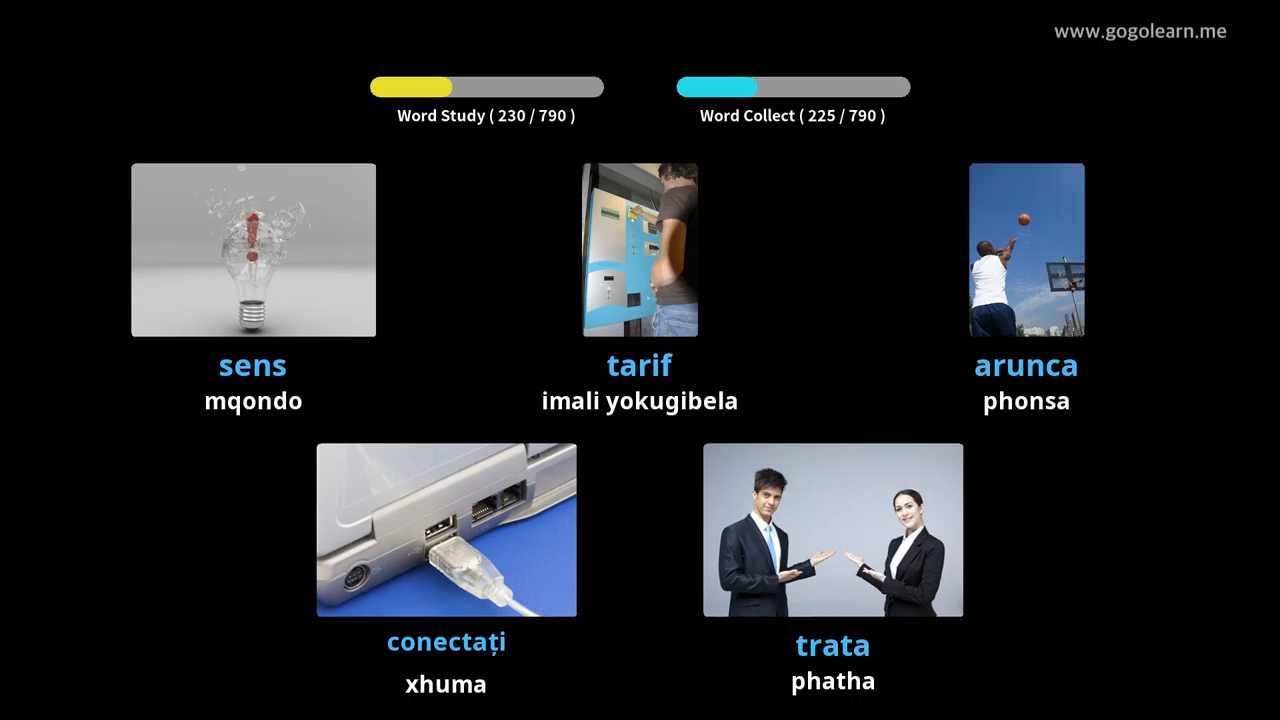 www.gogolearn.me
Word Study ( 230 / 790 )
Word Collect ( 225 / 790 )
sens
mqondo
tarif
imali yokugibela
arunca
phonsa
conectați
xhuma
trata
phatha